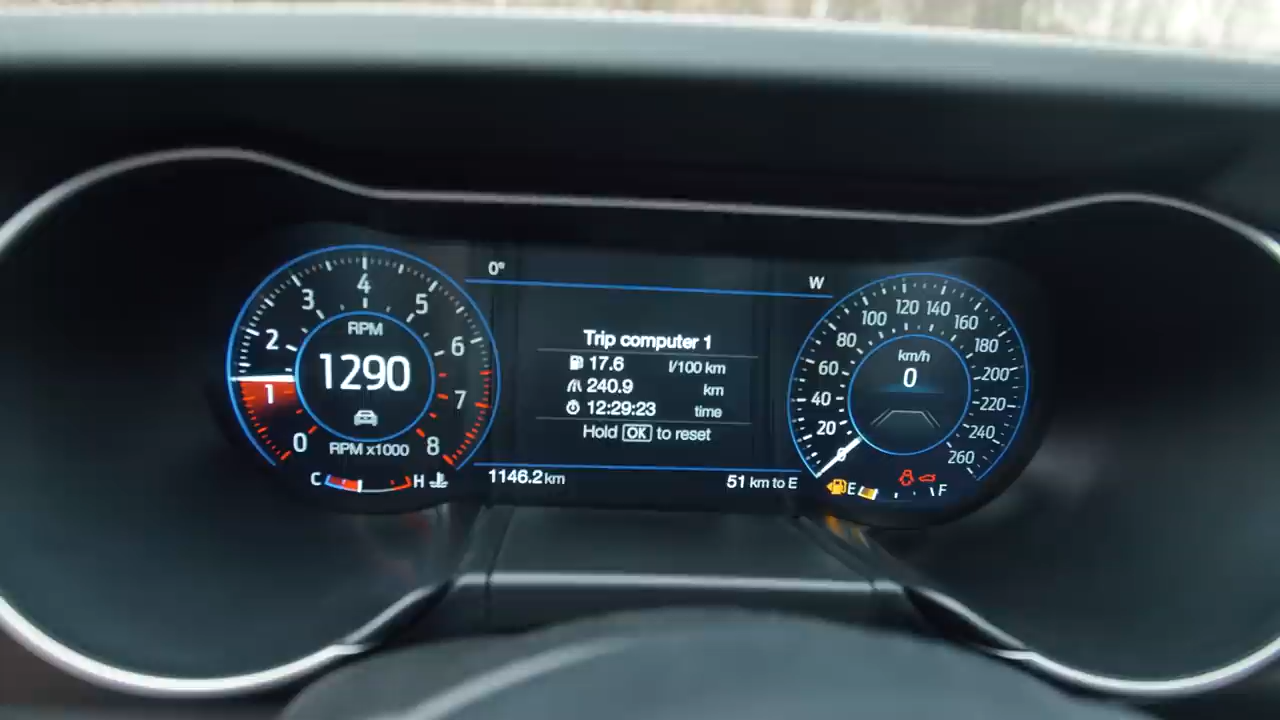 0 1 2 3 4 5 6 7 8
RPM
1290
RPM x1000
C H
0° W
Trip computer 1
17.6 l/100 km
240.9 km
12:29:23 time
Hold OK to reset
1146.2 km 51 km to E
0 20 40 60 80 100 120 140 160 180 200 220 240 260
km/h
0
E F